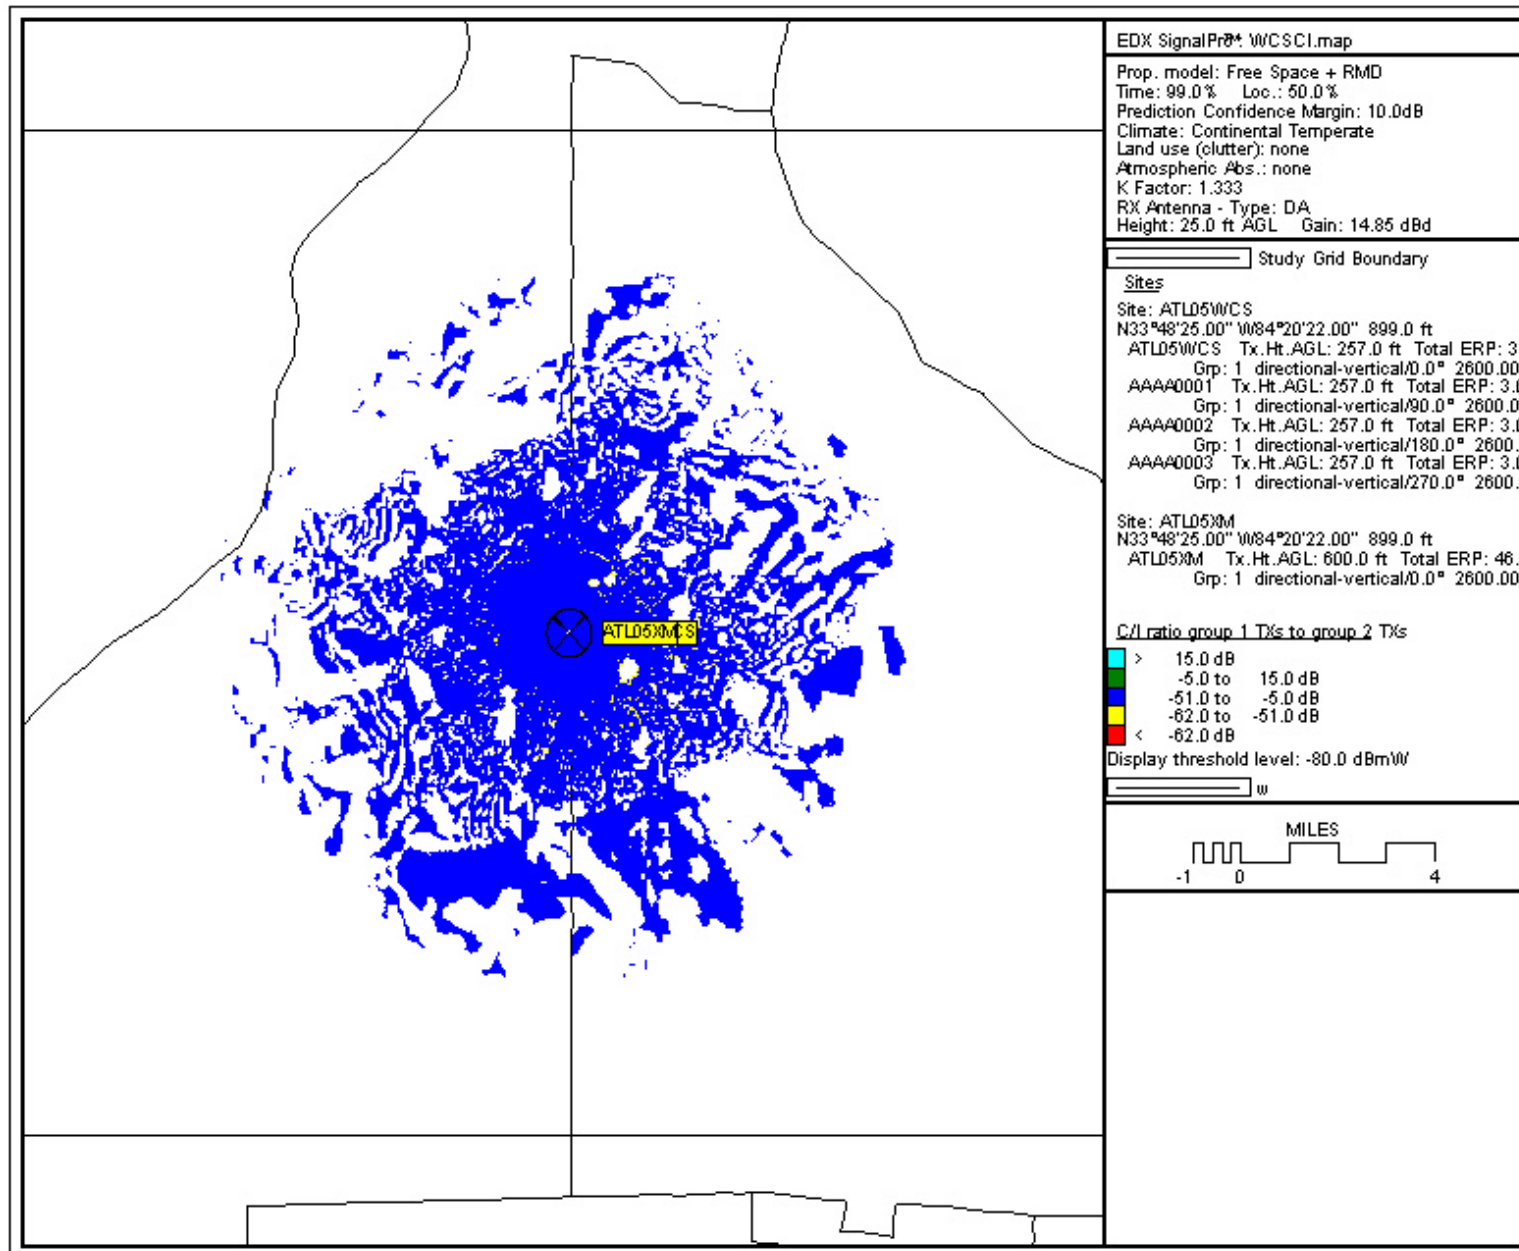 EDX SignalPro™: WCSCI.map
Prop. model: Free Space + RMD
Time: 99.0% Loc.: 50.0%
Prediction Confidence Margin: 10.0dB
Climate: Continental Temperate
Land use (clutter): none
Atmospheric Abs.: none
K Factor: 1.333
RX Antenna - Type: DA
Height: 25.0 ft AGL Gain: 14.85 dBd
Study Grid Boundary
Sites
Site: ATL05WCS
N33°48'25.00" W84°20'22.00" 899.0 ft
ATL05WCS Tx.Ht.AGL: 257.0 ft Total ERP: 3
Grp: 1 directional-vertical/0.0° 2600.00
AAAA0001 Tx.Ht.AGL: 257.0 ft Total ERP: 3.0
Grp: 1 directional-vertical/90.0° 2600.0
AAAA0002 Tx.Ht.AGL: 257.0 ft Total ERP: 3.0
Grp: 1 directional-vertical/180.0° 2600.
AAAA0003 Tx.Ht.AGL: 257.0 ft Total ERP: 3.0
Grp: 1 directional-vertical/270.0° 2600.
Site: ATL05XM
N33°48'25.00" W84°20'22.00" 899.0 ft
ATL05XM Tx.Ht.AGL: 600.0 ft Total ERP: 46.
Grp: 1 directional-vertical/0.0° 2600.00
C/I ratio group 1 TXs to group 2 TXs
> 15.0 dB
-5.0 to 15.0 dB
-51.0 to -5.0 dB
-62.0 to -51.0 dB
< -62.0 dB
Display threshold level: -80.0 dBmW
w
MILES
-1 0 4
ATL05XM